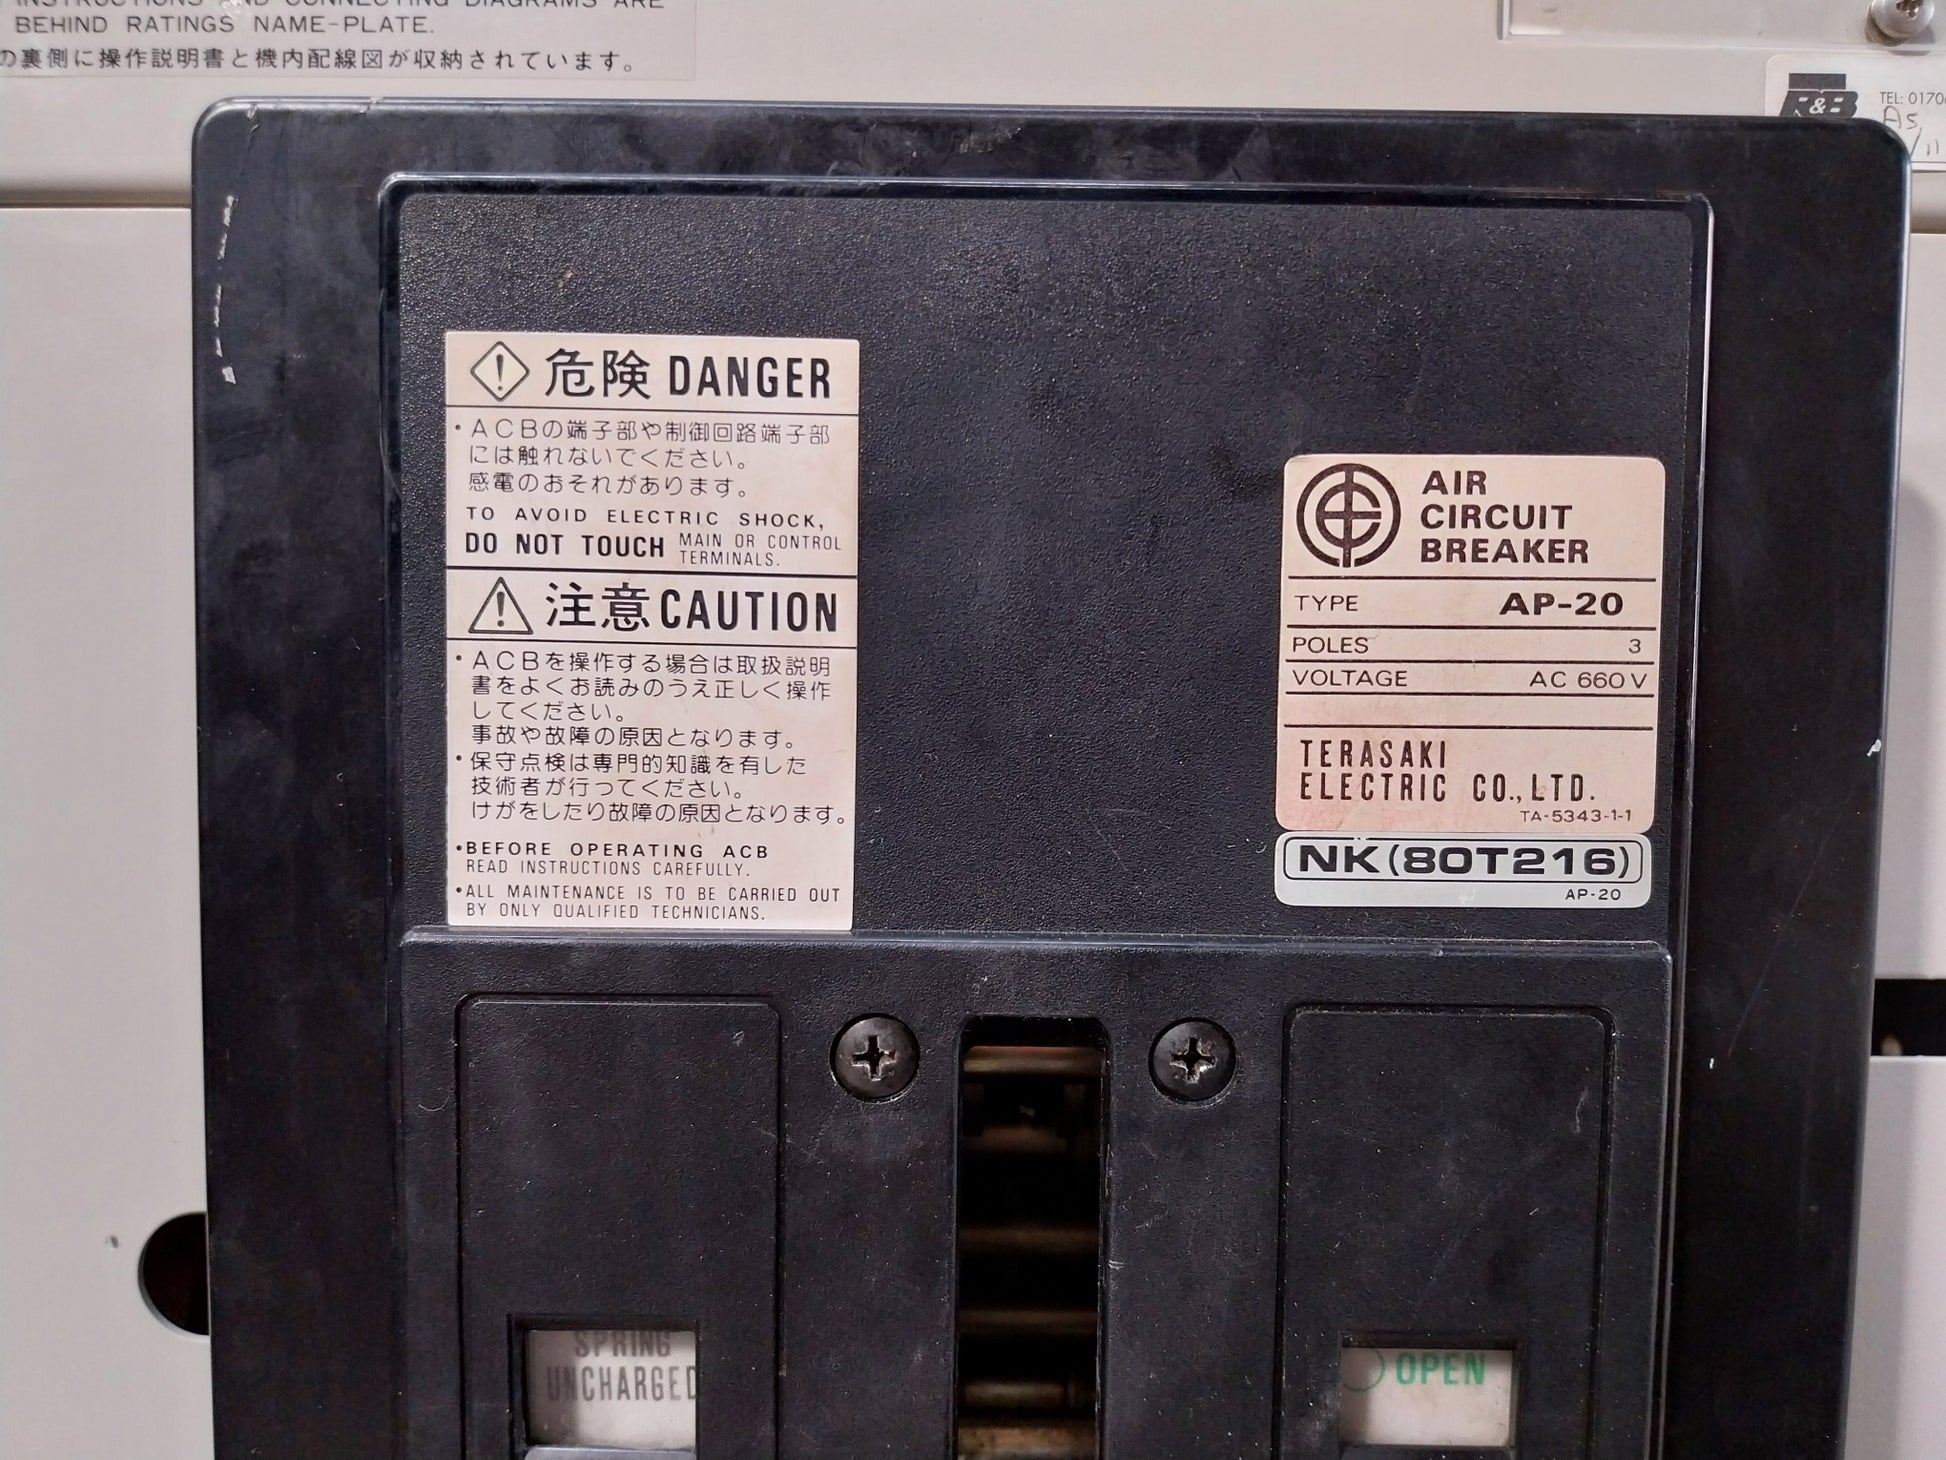 INSTRUCTIONS AND CONNECTING DIAGRAMS ARE
BEHIND RATINGS NAME-PLATE.
の裏側に操作説明書と機内配線図が収納されています。
R&B
TEL: 0170
危険 DANGER
・ACBの端子部や制御回路端子部
には触れないでください。
感電のおそれがあります。
TO AVOID ELECTRIC SHOCK,
DO NOT TOUCH MAIN OR CONTROL
TERMINALS.
注意 CAUTION
・ACBを操作する場合は取扱説明
書をよくお読みのうえ正しく操作
してください。
事故や故障の原因となります。
・保守点検は専門的知識を有した
技術者が行ってください。
けがをしたり故障の原因となります。
・BEFORE OPERATING ACB
READ INSTRUCTIONS CAREFULLY.
・ALL MAINTENANCE IS TO BE CARRIED OUT
BY ONLY QUALIFIED TECHNICIANS.
AIR
CIRCUIT
BREAKER
TYPE AP-20
POLES 3
VOLTAGE AC 660 V
TERASAKI
ELECTRIC CO., LTD.
TA-5343-1-1
NK(80T216)
AP-20
SPRING
UNCHARGED
OPEN